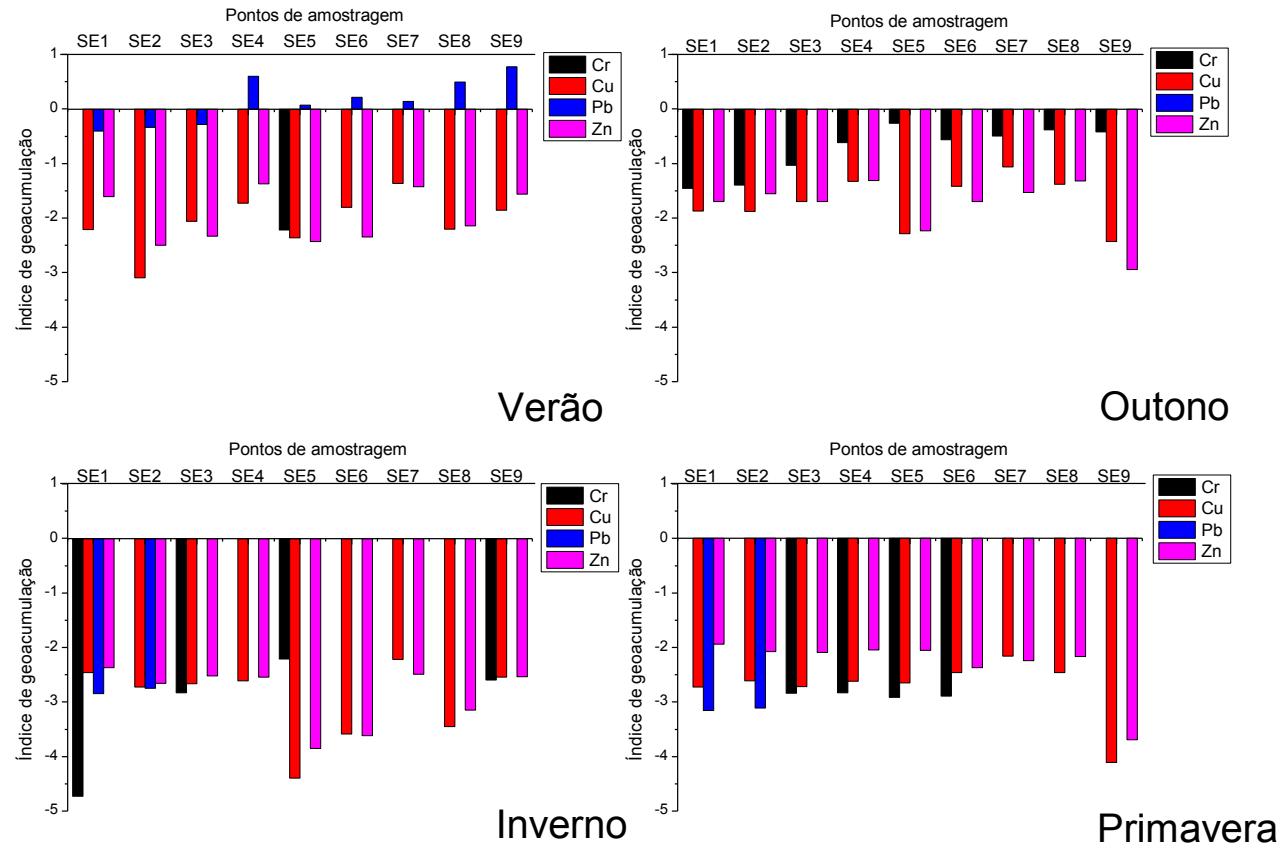 Pontos de amostragem
SE1 SE2 SE3 SE4 SE5 SE6 SE7 SE8 SE9
1
0
-1
-2
-3
-4
-5
Índice de geoacumulação
Cr
Cu
Pb
Zn
Verão
Pontos de amostragem
SE1 SE2 SE3 SE4 SE5 SE6 SE7 SE8 SE9
1
0
-1
-2
-3
-4
-5
Índice de geoacumulação
Cr
Cu
Pb
Zn
Outono
Pontos de amostragem
SE1 SE2 SE3 SE4 SE5 SE6 SE7 SE8 SE9
1
0
-1
-2
-3
-4
-5
Índice de geoacumulação
Cr
Cu
Pb
Zn
Inverno
Pontos de amostragem
SE1 SE2 SE3 SE4 SE5 SE6 SE7 SE8 SE9
1
0
-1
-2
-3
-4
-5
Índice de geoacumulação
Cr
Cu
Pb
Zn
Primavera